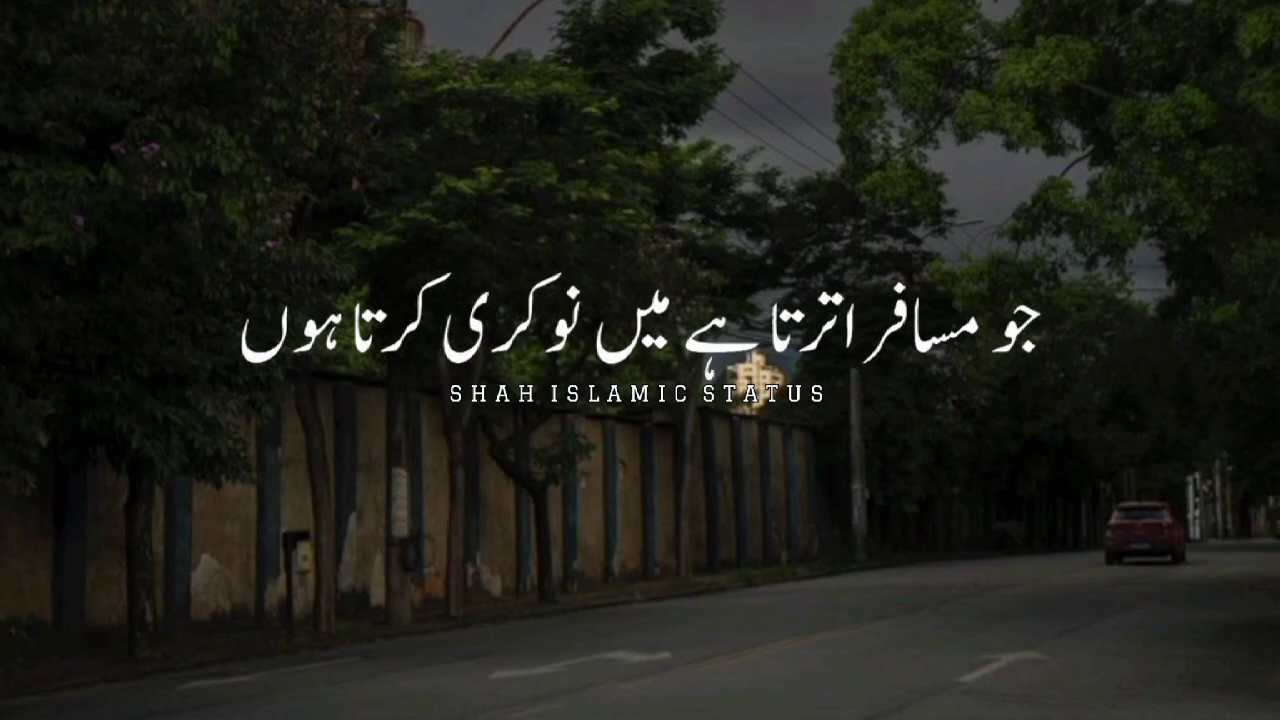 جو مسافر اترتا ہے میں نوکری کرتا ہوں
SHAH ISLAMIC STATUS